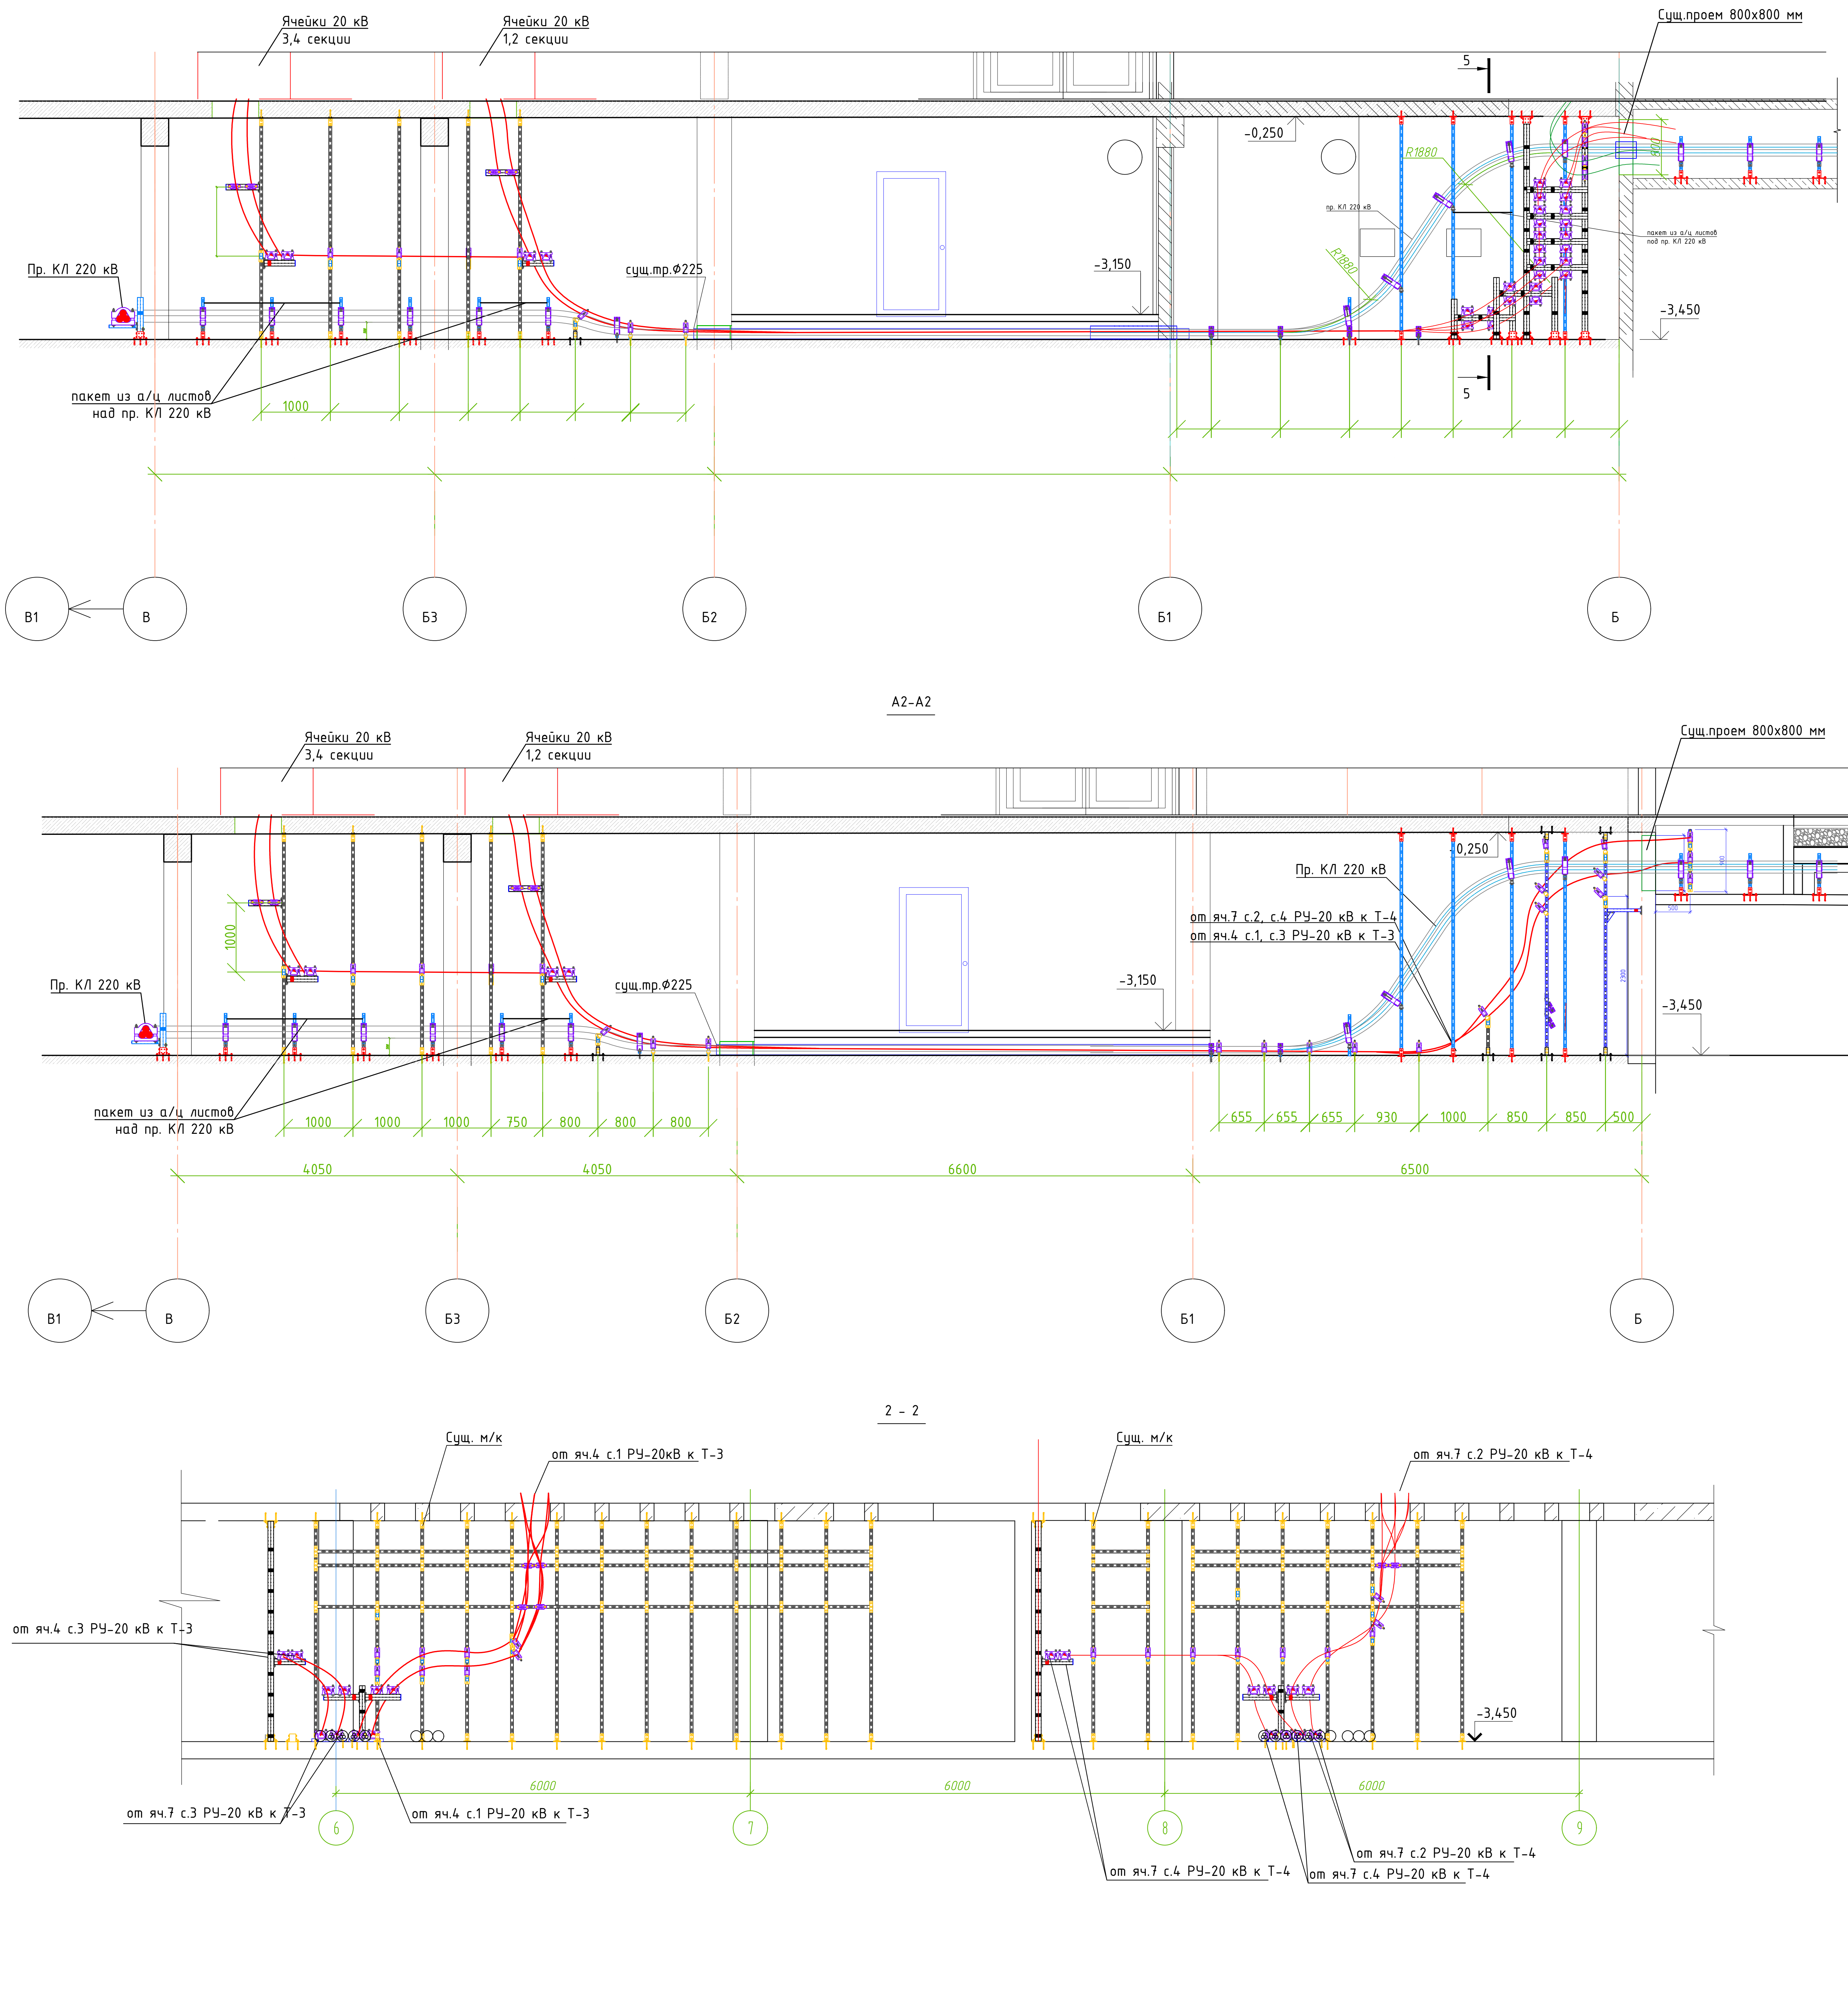 Ячейки 20 кВ
3,4 секции
Ячейки 20 кВ
1,2 секции
Сущ.проем 800х800 мм
5
-0,250
R1880
800
пр. КЛ 220 кВ
пакет из а/ц листов
под пр. КЛ 220 кВ
R1880
Пр. КЛ 220 кВ
сущ.тр.Ф225
-3,150
-3,450
пакет из а/ц листов
над пр. КЛ 220 кВ
1000
5
В1
В
Б3
Б2
Б1
Б
А2-А2
Ячейки 20 кВ
3,4 секции
Ячейки 20 кВ
1,2 секции
Сущ.проем 800х800 мм
-0,250
Пр. КЛ 220 кВ
900
500
от яч.7 с.2, с.4 РУ-20 кВ к Т-4
от яч.4 с.1, с.3 РУ-20 кВ к Т-3
1000
2300
Пр. КЛ 220 кВ
сущ.тр.Ф225
-3,150
-3,450
пакет из а/ц листов
над пр. КЛ 220 кВ
1000 1000 1000 750 800 800 800
655 655 655 930 1000 850 850 500
4050 4050 6600 6500
В1
В
Б3
Б2
Б1
Б
2 - 2
Сущ. м/к
от яч.4 с.1 РУ-20кВ к Т-3
Сущ. м/к
от яч.7 с.2 РУ-20 кВ к Т-4
от яч.4 с.3 РУ-20 кВ к Т-3
-3,450
6000 6000 6000
от яч.7 с.3 РУ-20 кВ к Т-3
от яч.4 с.1 РУ-20 кВ к Т-3
6
7
8
9
от яч.7 с.2 РУ-20 кВ к Т-4
от яч.7 с.4 РУ-20 кВ к Т-4
от яч.7 с.4 РУ-20 кВ к Т-4